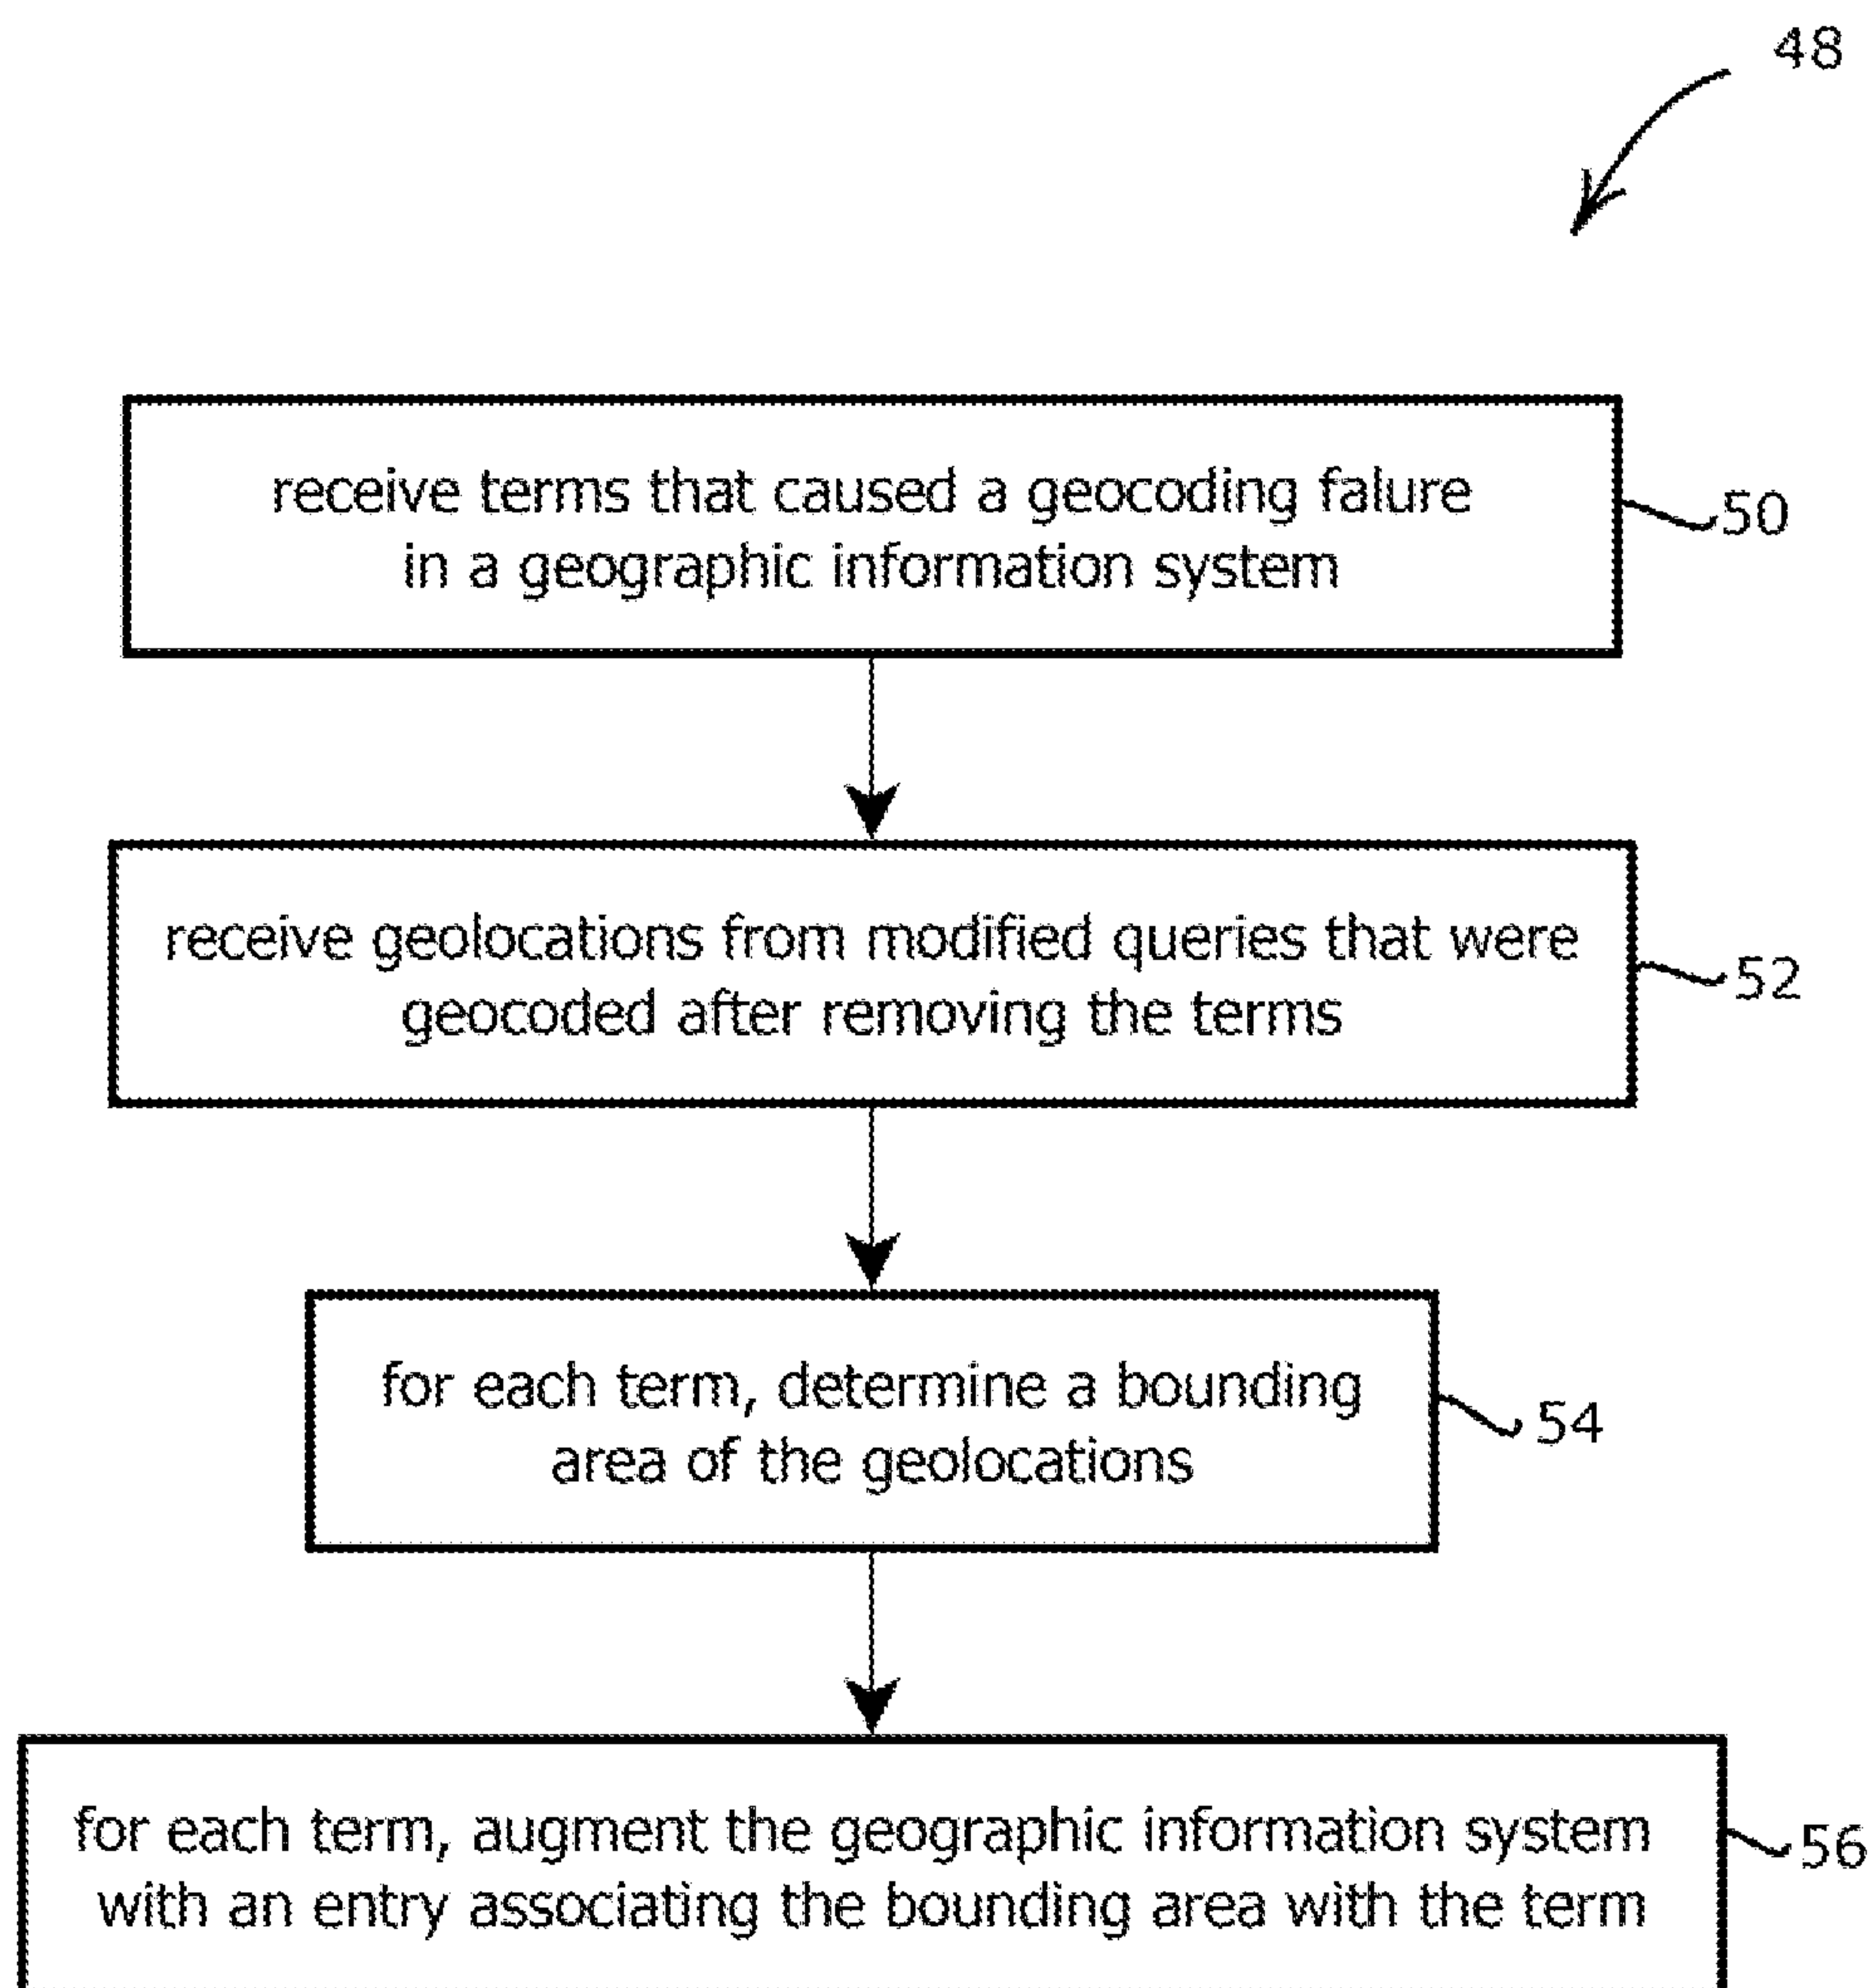 48
receive terms that caused a geocoding falure
in a geographic information system
50
receive geolocations from modified queries that were
geocoded after removing the terms
52
for each term, determine a bounding
area of the geolocations
54
for each term, augment the geographic information system
with an entry associating the bounding area with the term
56